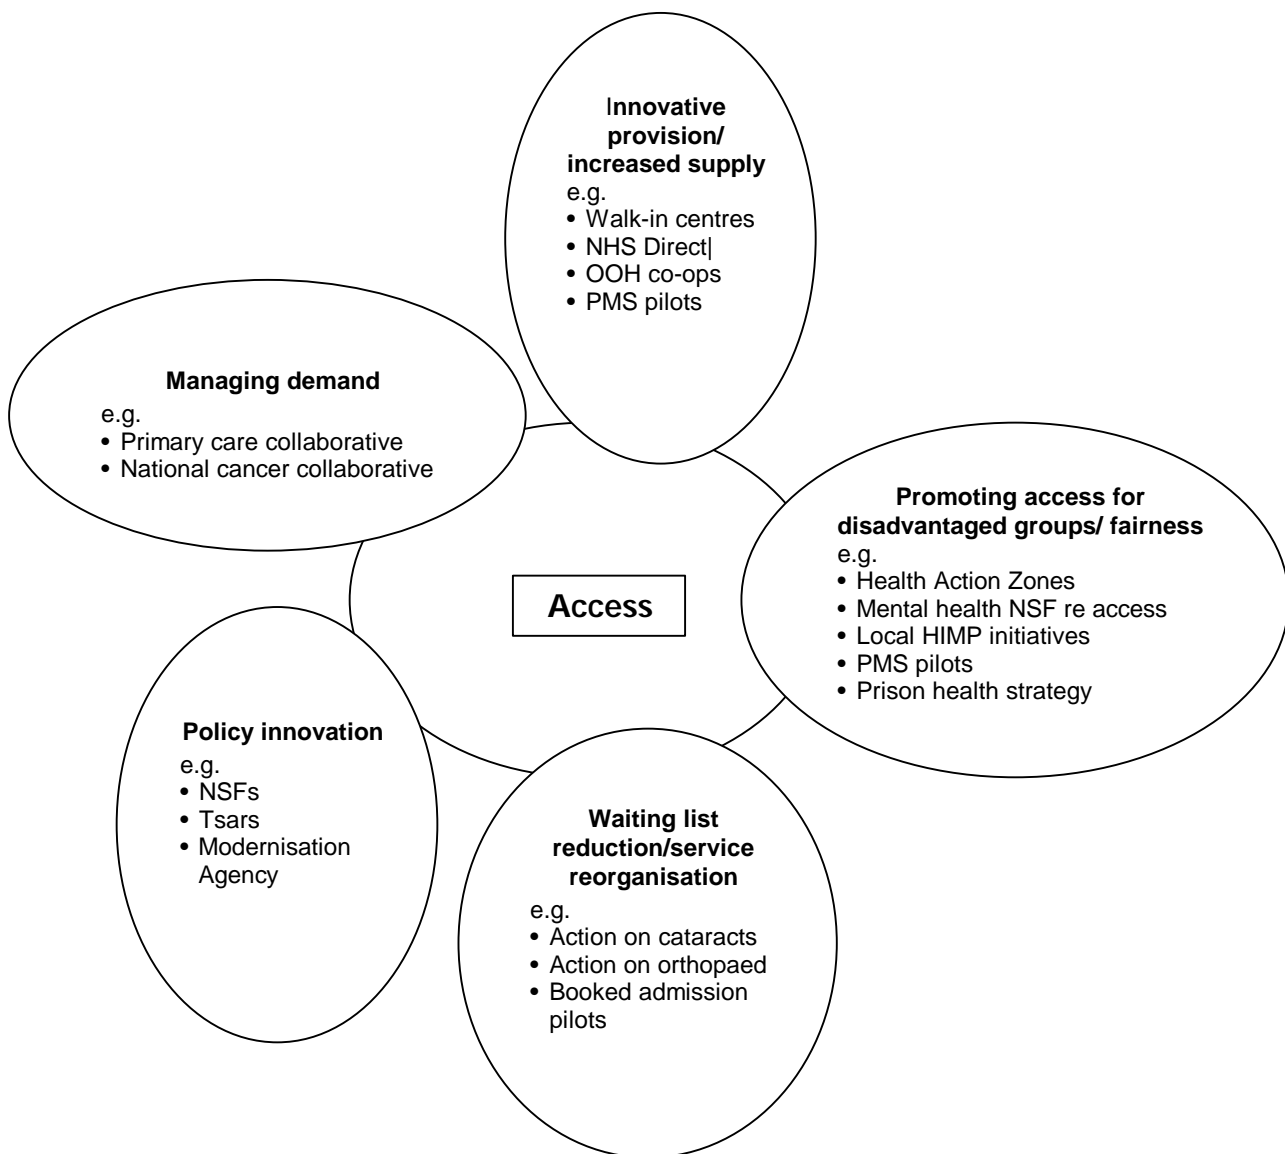 Innovative
provision/
increased supply
e.g.
• Walk-in centres
• NHS Direct|
• OOH co-ops
• PMS pilots
Managing demand
e.g.
• Primary care collaborative
• National cancer collaborative
Promoting access for
disadvantaged groups/ fairness
e.g.
• Health Action Zones
• Mental health NSF re access
• Local HIMP initiatives
• PMS pilots
• Prison health strategy
Access
Policy innovation
e.g.
• NSFs
• Tsars
• Modernisation
Agency
Waiting list
reduction/service
reorganisation
e.g.
• Action on cataracts
• Action on orthopaed
• Booked admission
pilots